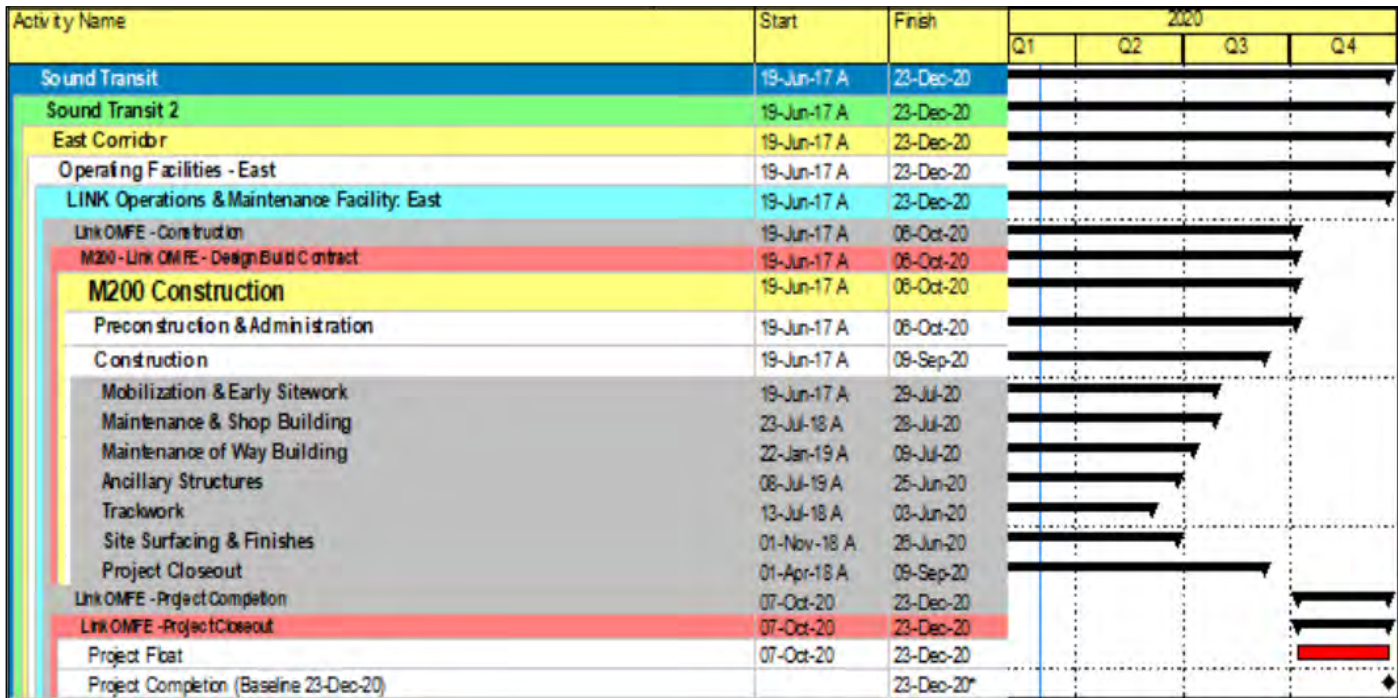 Activity Name Start Finish 2020
Q1 Q2 Q3 Q4
Sound Transit 19-Jun-17 A 23-Dec-20
Sound Transit 2 19-Jun-17 A 23-Dec-20
East Corridor 19-Jun-17 A 23-Dec-20
Operating Facilities - East 19-Jun-17 A 23-Dec-20
LINK Operations & Maintenance Facility: East 19-Jun-17 A 23-Dec-20
Link OMFE - Construction 19-Jun-17 A 06-Oct-20
M200 - Link OMFE - Design Build Contract 19-Jun-17 A 06-Oct-20
M200 Construction 19-Jun-17 A 06-Oct-20
Preconstruction & Administration 19-Jun-17 A 06-Oct-20
Construction 19-Jun-17 A 09-Sep-20
Mobilization & Early Sitework 19-Jun-17 A 29-Jul-20
Maintenance & Shop Building 23-Jul-18 A 28-Jul-20
Maintenance of Way Building 22-Jan-19 A 09-Jul-20
Ancillary Structures 08-Jul-19 A 25-Jun-20
Trackwork 13-Jul-18 A 03-Jun-20
Site Surfacing & Finishes 01-Nov-18 A 26-Jun-20
Project Closeout 01-Apr-18 A 09-Sep-20
Link OMFE - Project Completion 07-Oct-20 23-Dec-20
Link OMFE - Project Closeout 07-Oct-20 23-Dec-20
Project Float 07-Oct-20 23-Dec-20
Project Completion (Baseline 23-Dec-20) 23-Dec-20*